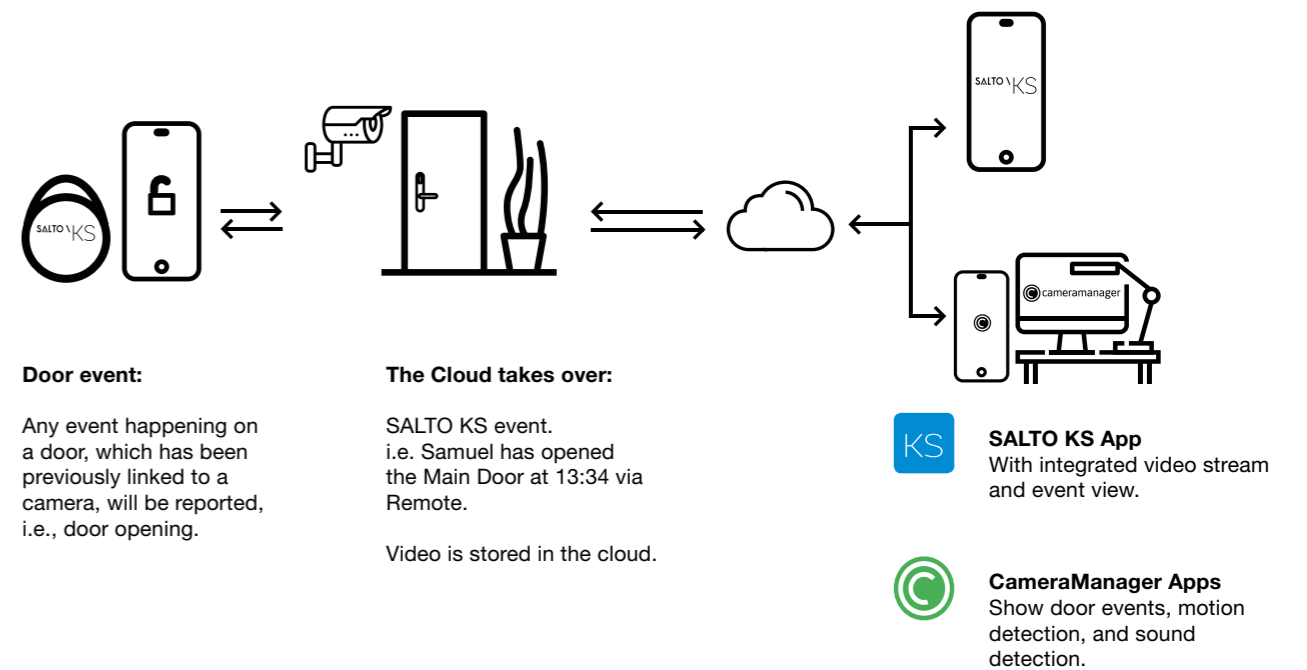 SALTO KS
SALTO KS
cameramanager
Door event:
Any event happening on
a door, which has been
previously linked to a
camera, will be reported,
i.e., door opening.
The Cloud takes over:
SALTO KS event.
i.e. Samuel has opened
the Main Door at 13:34 via
Remote.
Video is stored in the cloud.
KS
SALTO KS App
With integrated video stream
and event view.
C
CameraManager Apps
Show door events, motion
detection, and sound
detection.